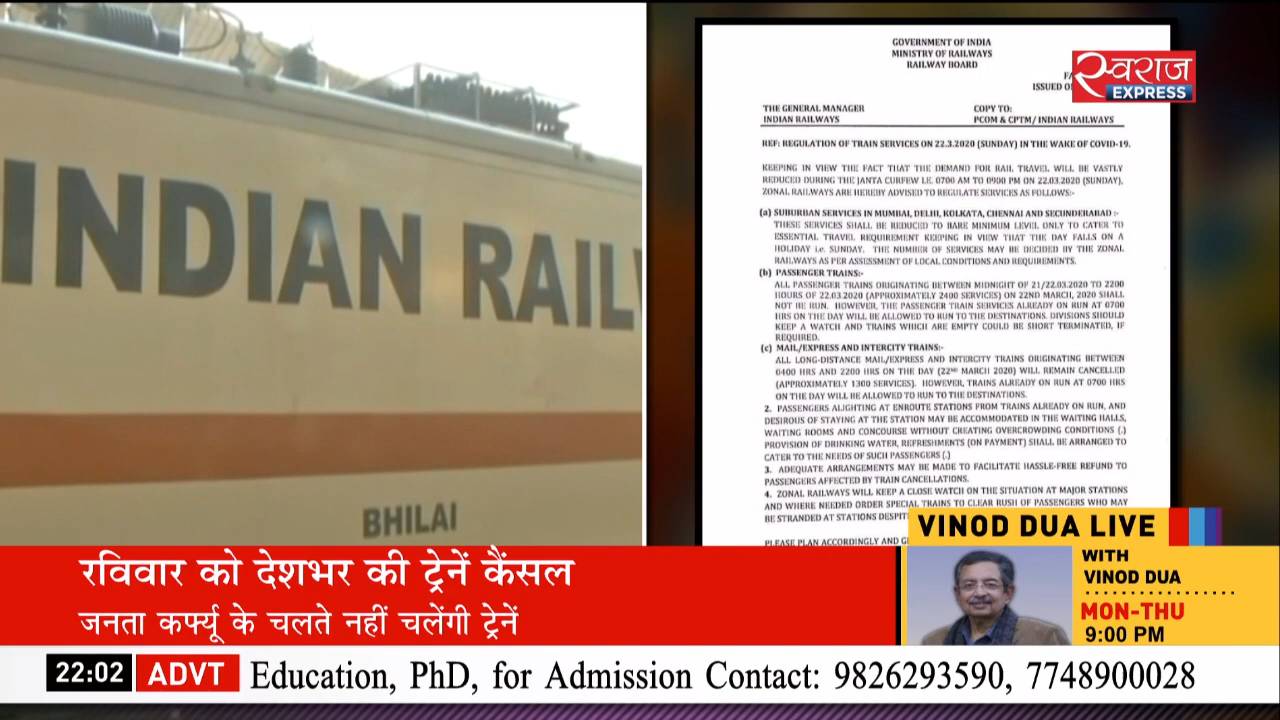 INDIAN RAILW
BHILAI
GOVERNMENT OF INDIA
MINISTRY OF RAILWAYS
RAILWAY BOARD
ISSUED
स्वराज
EXPRESS
THE GENERAL MANAGER
INDIAN RAILWAYS
COPY TO:
PCOM & CPTM/ INDIAN RAILWAYS
REF: REGULATION OF TRAIN SERVICES ON 22.3.2020 (SUNDAY) IN THE WAKE OF COVID-19.
KEEPING IN VIEW THE FACT THAT THE DEMAND FOR RAIL TRAVEL WILL BE VASTLY
REDUCED DURING THE JANTA CURFEW I.E. 0700 AM TO 0900 PM ON 22.03.2020 (SUNDAY),
ZONAL RAILWAYS ARE HEREBY ADVISED TO REGULATE SERVICES AS FOLLOWS:-
(a) SUBURBAN SERVICES IN MUMBAI, DELHI, KOLKATA, CHENNAI AND SECUNDERABAD :-
THESE SERVICES SHALL BE REDUCED TO BARE MINIMUM LEVEL ONLY TO CATER TO
ESSENTIAL TRAVEL REQUIREMENT KEEPING IN VIEW THAT THE DAY FALLS ON A
HOLIDAY i.e. SUNDAY. THE NUMBER OF SERVICES MAY BE DECIDED BY THE ZONAL
RAILWAYS AS PER ASSESSMENT OF LOCAL CONDITIONS AND REQUIREMENTS.
(b) PASSENGER TRAINS:-
ALL PASSENGER TRAINS ORIGINATING BETWEEN MIDNIGHT OF 21/22.03.2020 TO 2200
HOURS OF 22.03.2020 (APPROXIMATELY 2400 SERVICES) ON 22ND MARCH, 2020 SHALL
NOT BE RUN. HOWEVER, THE PASSENGER TRAIN SERVICES ALREADY ON RUN AT 0700
HRS ON THE DAY WILL BE ALLOWED TO RUN TO THE DESTINATIONS. DIVISIONS SHOULD
KEEP A WATCH AND TRAINS WHICH ARE EMPTY COULD BE SHORT TERMINATED, IF
REQUIRED.
(c) MAIL/EXPRESS AND INTERCITY TRAINS:-
ALL LONG-DISTANCE MAIL/EXPRESS AND INTERCITY TRAINS ORIGINATING BETWEEN
0400 HRS AND 2200 HRS ON THE DAY (22ND MARCH 2020) WILL REMAIN CANCELLED
(APPROXIMATELY 1300 SERVICES). HOWEVER, TRAINS ALREADY ON RUN AT 0700 HRS
ON THE DAY WILL BE ALLOWED TO RUN TO THE DESTINATIONS.
2. PASSENGERS ALIGHTING AT ENROUTE STATIONS FROM TRAINS ALREADY ON RUN, AND
DESIROUS OF STAYING AT THE STATION MAY BE ACCOMMODATED IN THE WAITING HALLS,
WAITING ROOMS AND CONCOURSE WITHOUT CREATING OVERCROWDING CONDITIONS (.)
PROVISION OF DRINKING WATER, REFRESHMENTS (ON PAYMENT) SHALL BE ARRANGED TO
CATER TO THE NEEDS OF SUCH PASSENGERS (.)
3. ADEQUATE ARRANGEMENTS MAY BE MADE TO FACILITATE HASSLE-FREE REFUND TO
PASSENGERS AFFECTED BY TRAIN CANCELLATIONS.
4. ZONAL RAILWAYS WILL KEEP A CLOSE WATCH ON THE SITUATION AT MAJOR STATIONS
AND WHERE NEEDED ORDER SPECIAL TRAINS TO CLEAR RUSH OF PASSENGERS WHO MAY
BE STRANDED AT STATIONS DESPIT
PLEASE PLAN ACCORDINGLY AND
VINOD DUA LIVE
WITH
VINOD DUA
MON-THU
9:00 PM
रविवार को देशभर की ट्रेनें कैंसल
जनता कर्फ्यू के चलते नहीं चलेंगी ट्रेनें
22:02 ADVT Education, PhD, for Admission Contact: 9826293590, 7748900028